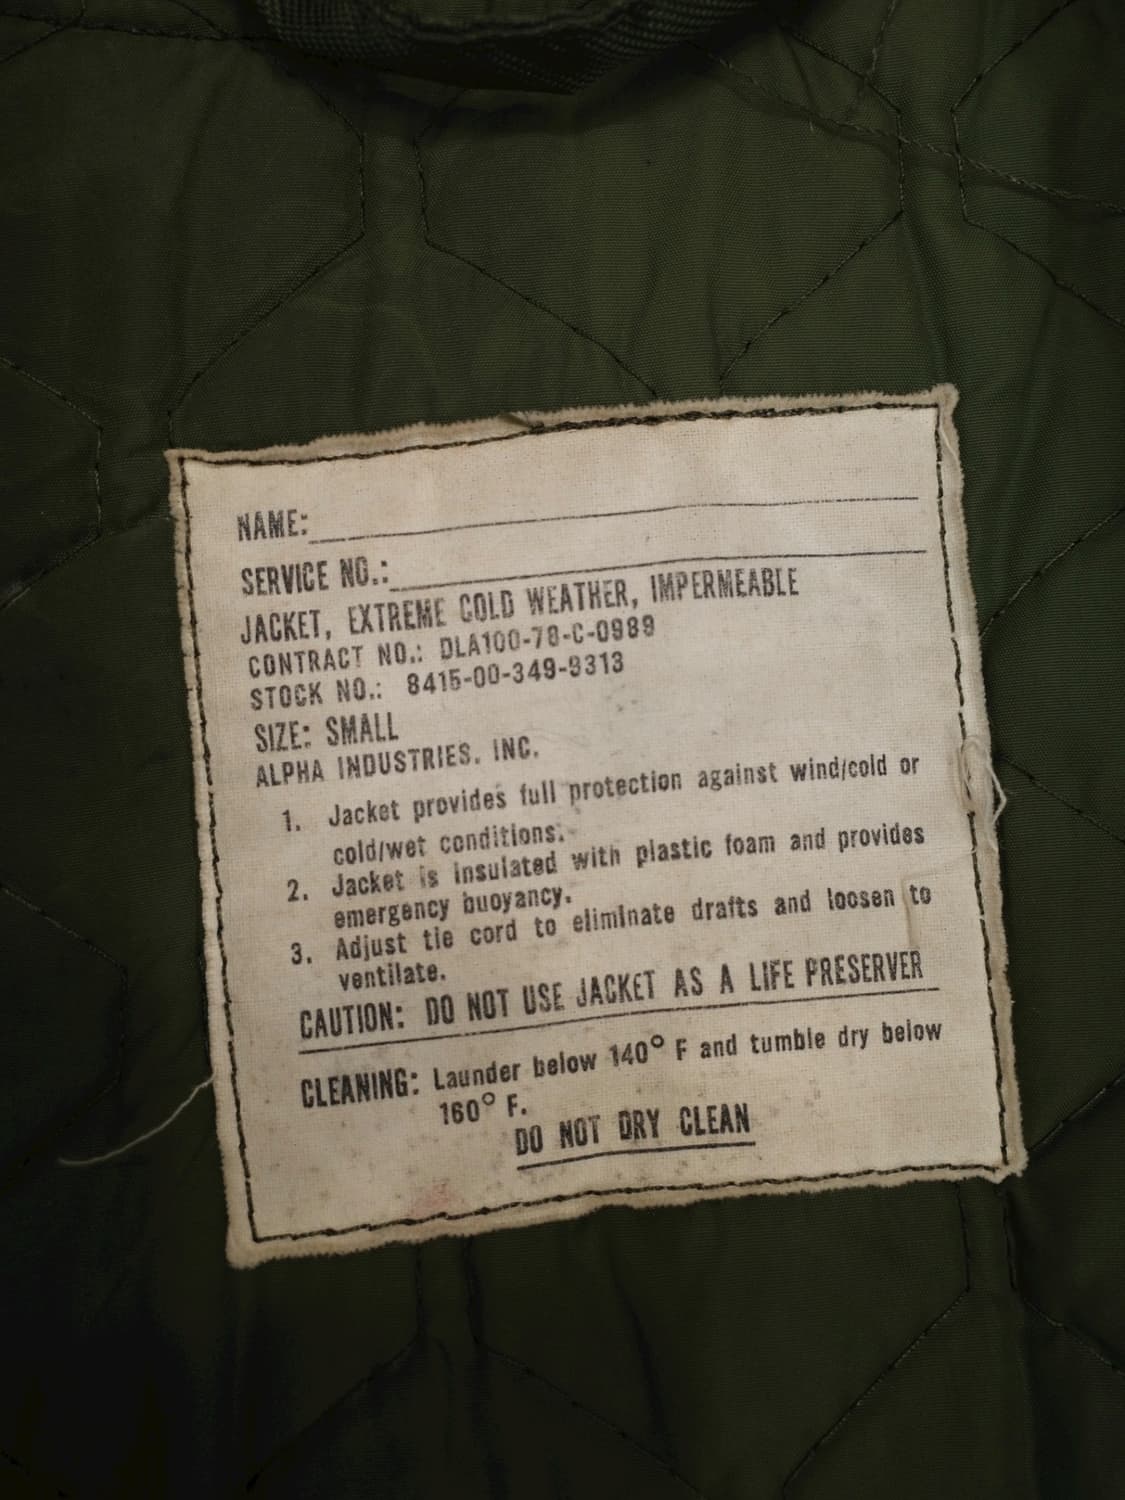 NAME:
SERVICE NO.:
JACKET, EXTREME COLD WEATHER, IMPERMEABLE
CONTRACT NO.: DLA100-78-C-0989
STOCK NO.: 8415-00-349-9313
SIZE: SMALL
ALPHA INDUSTRIES. INC.
1. Jacket provides full protection against wind/cold or
cold/wet conditions.
2. Jacket is insulated with plastic foam and provides
emergency buoyancy.
3. Adjust tie cord to eliminate drafts and loosen to
ventilate.
CAUTION: DO NOT USE JACKET AS A LIFE PRESERVER
CLEANING: Launder below 140° F and tumble dry below
160° F.
DO NOT DRY CLEAN